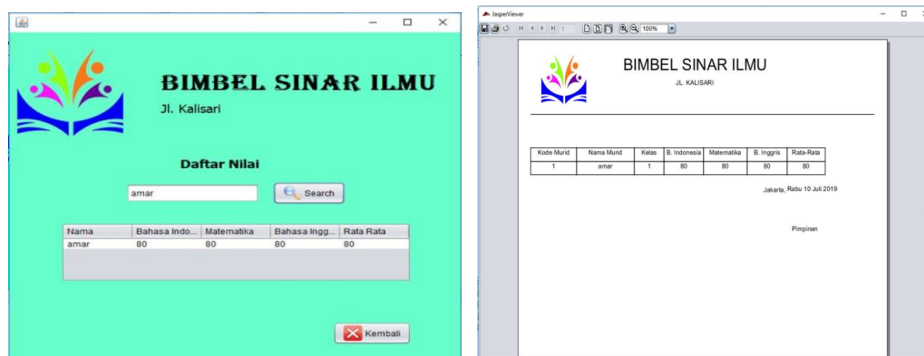 BIMBEL SINAR ILMU
Jl. Kalisari
Daftar Nilai
amar
Search
Nama Bahasa Indo... Matematika Bahasa Ingg... Rata Rata
amar 80 80 80 80
Kembali
JasperViewer
100%
BIMBEL SINAR ILMU
JL. KALISARI
Kode Murid Nama Murid Kelas B. Indonesia Matematika B. Inggris Rata-Rata
1 amar 1 80 80 80 80
Jakarta, Rabu 10 Juli 2019
Pimpinan